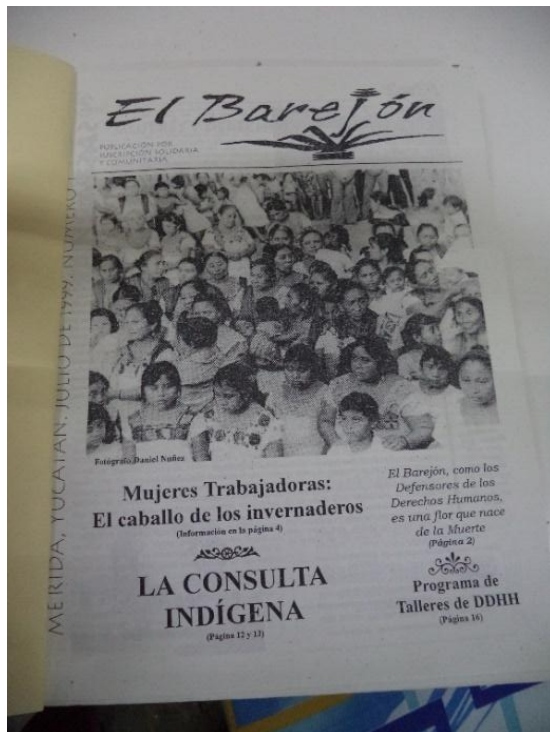 El Barejón
PUBLICACIÓN POR
SUSCRIPCIÓN SOLIDARIA
Y COMUNITARIA
MERIDA, YUCATAN. JULIO DE 1999. NÚMERO 1
Fotógrafo Daniel Nuñez
Mujeres Trabajadoras:
El caballo de los invernaderos
(Información en la página 4)
LA CONSULTA
INDÍGENA
(Página 12 y 13)
El Barejón, como los
Defensores de los
Derechos Humanos,
es una flor que nace
de la Muerte
(Página 2)
Programa de
Talleres de DDHH
(Página 16)